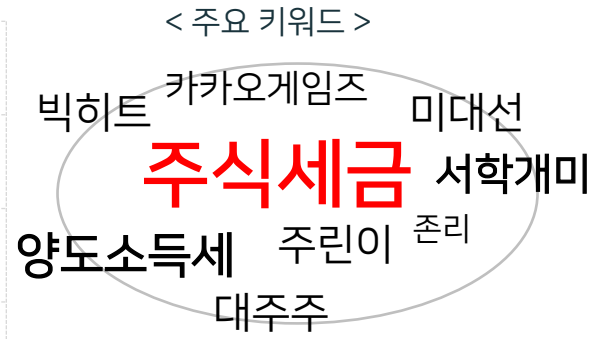 < 주요 키워드 >
카카오게임즈
빅히트
미대선
주식세금
서학개미
존리
주린이
양도소득세
대주주